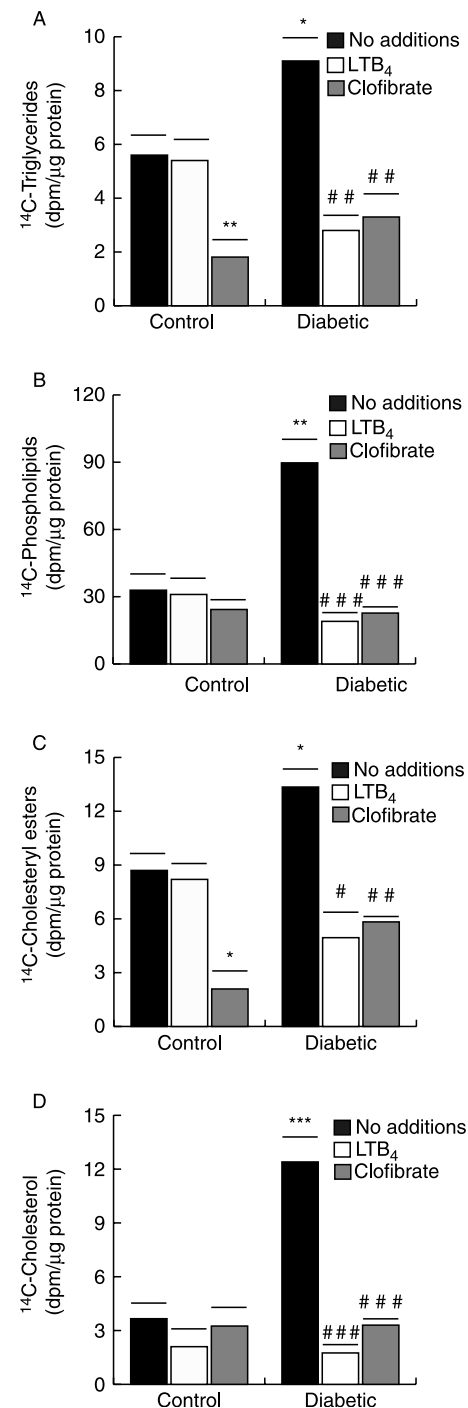 A
¹⁴C-Triglycerides
(dpm/µg protein)
10
8
6
4
2
0
*
No additions
LTB₄
Clofibrate
**
# #
# #
Control
Diabetic
B
¹⁴C-Phospholipids
(dpm/µg protein)
120
90
60
30
0
**
No additions
LTB₄
Clofibrate
# # #
# # #
Control
Diabetic
C
¹⁴C-Cholesteryl esters
(dpm/µg protein)
15
12
9
6
3
0
*
No additions
LTB₄
Clofibrate
*
#
# #
Control
Diabetic
D
¹⁴C-Cholesterol
(dpm/µg protein)
15
12
9
6
3
0
***
No additions
LTB₄
Clofibrate
###
# # #
Control
Diabetic